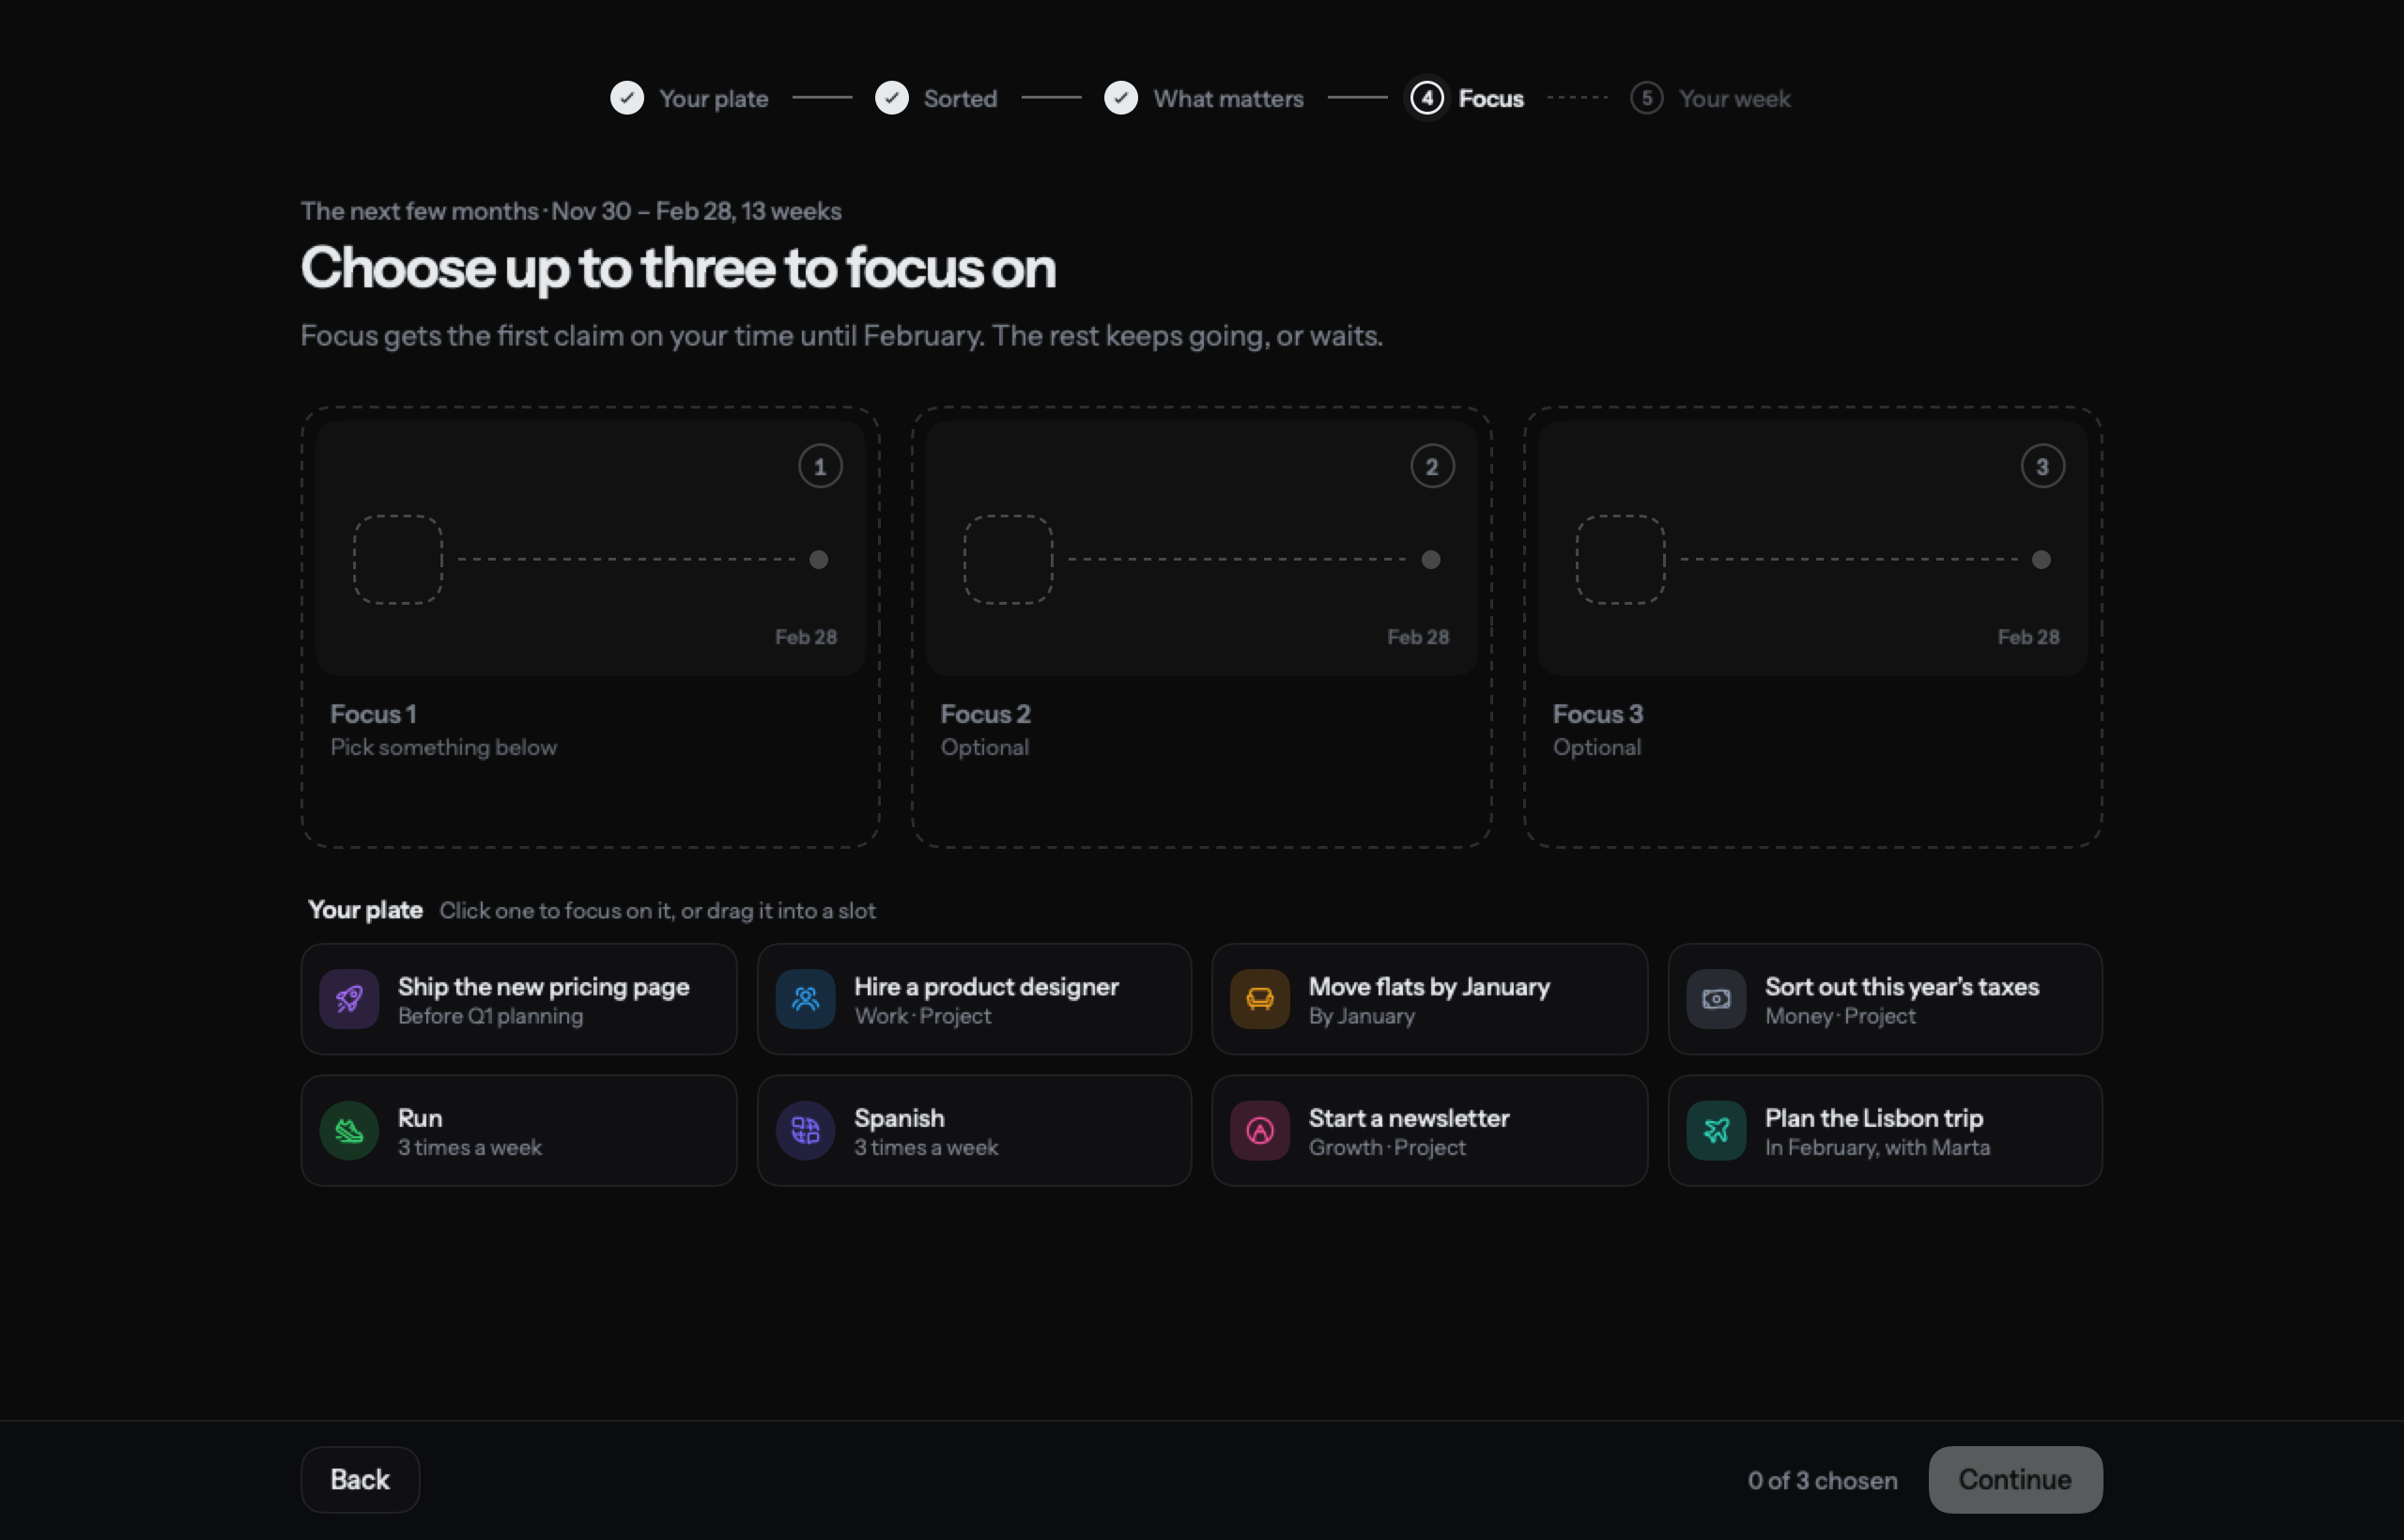 Your plate
Sorted
What matters
4 Focus
5 Your week
The next few months · Nov 30 – Feb 28, 13 weeks
Choose up to three to focus on
Focus gets the first claim on your time until February. The rest keeps going, or waits.
1
Feb 28
Focus 1
Pick something below
2
Feb 28
Focus 2
Optional
3
Feb 28
Focus 3
Optional
Your plate Click one to focus on it, or drag it into a slot
Ship the new pricing page
Before Q1 planning
Hire a product designer
Work · Project
Move flats by January
By January
Sort out this year’s taxes
Money · Project
Run
3 times a week
Spanish
3 times a week
Start a newsletter
Growth · Project
Plan the Lisbon trip
In February, with Marta
Back
0 of 3 chosen
Continue